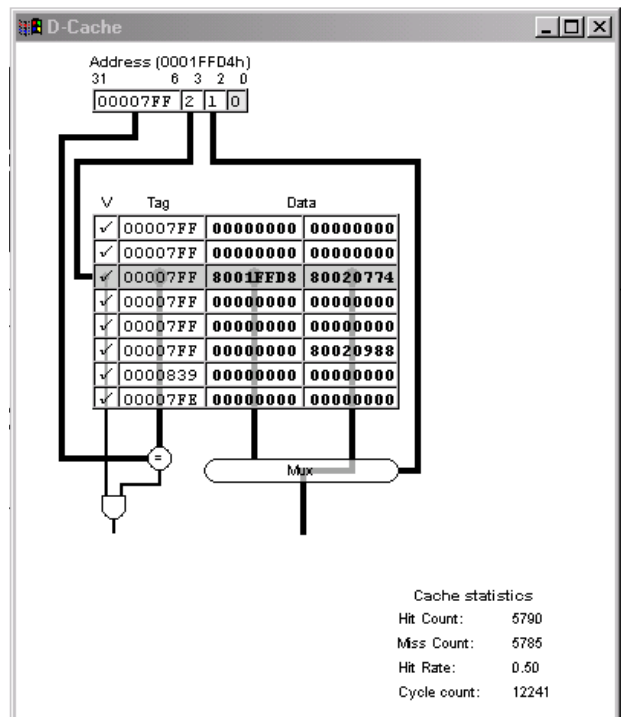 D-Cache
Address (0001FFD4h)
31 6 3 2 0
00007FF 2 1 0
V Tag Data
✓ 00007FF 00000000 00000000
✓ 00007FF 00000000 00000000
✓ 00007FF 8001FFD8 80020774
✓ 00007FF 00000000 00000000
✓ 00007FF 00000000 00000000
✓ 00007FF 00000000 80020988
✓ 0000839 00000000 00000000
✓ 00007FE 00000000 00000000
=
Mux
Cache statistics
Hit Count: 5790
Miss Count: 5785
Hit Rate: 0.50
Cycle count: 12241